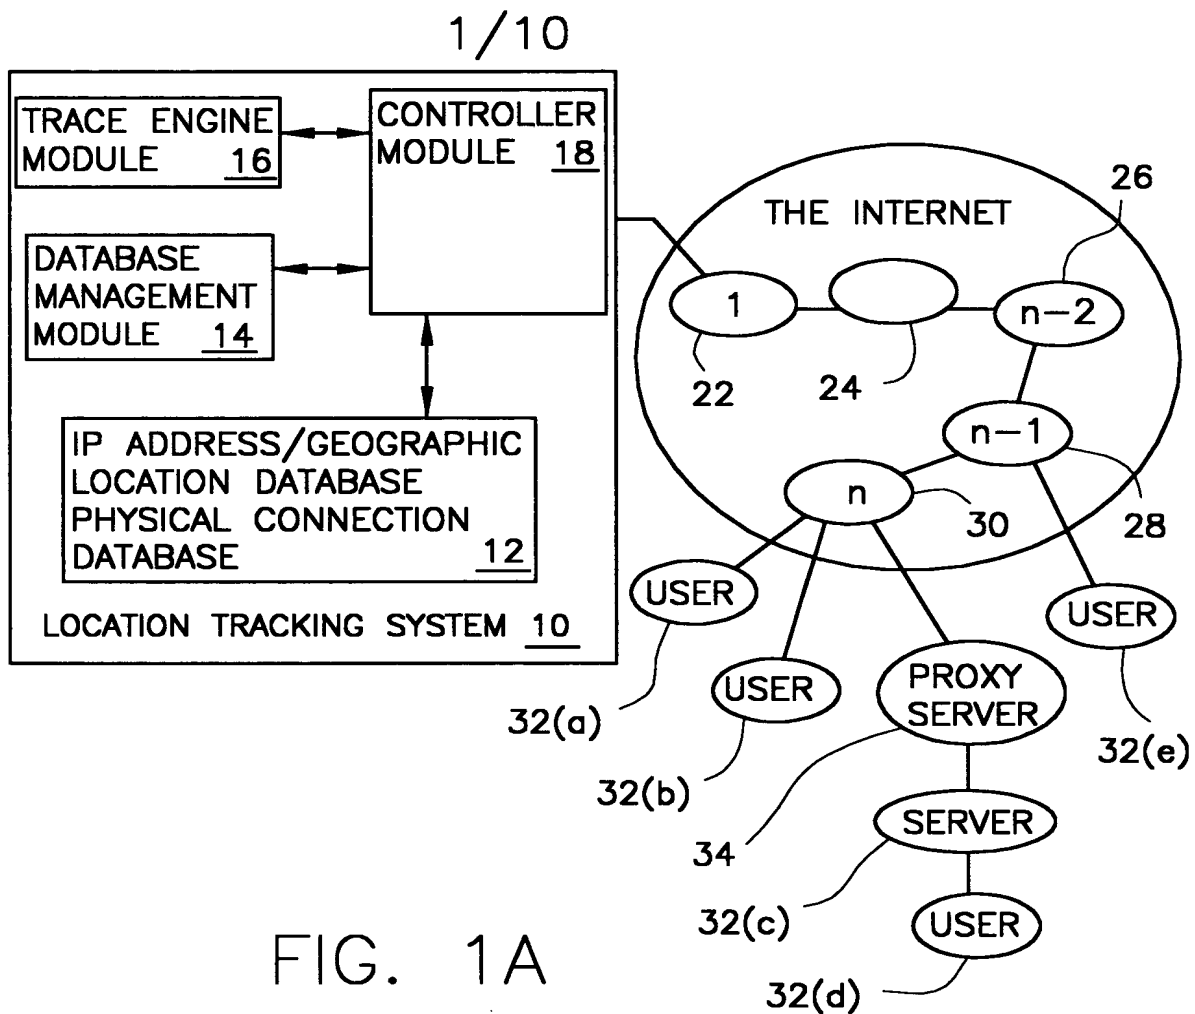 1/10
TRACE ENGINE
MODULE 16
CONTROLLER
MODULE 18
DATABASE
MANAGEMENT
MODULE 14
IP ADDRESS/GEOGRAPHIC
LOCATION DATABASE
PHYSICAL CONNECTION
DATABASE 12
LOCATION TRACKING SYSTEM 10
THE INTERNET
26
1
n-2
22
24
n-1
n
30
28
USER
USER
USER
PROXY
SERVER
32(a)
32(b)
32(e)
34
SERVER
32(c)
USER
32(d)
FIG. 1A